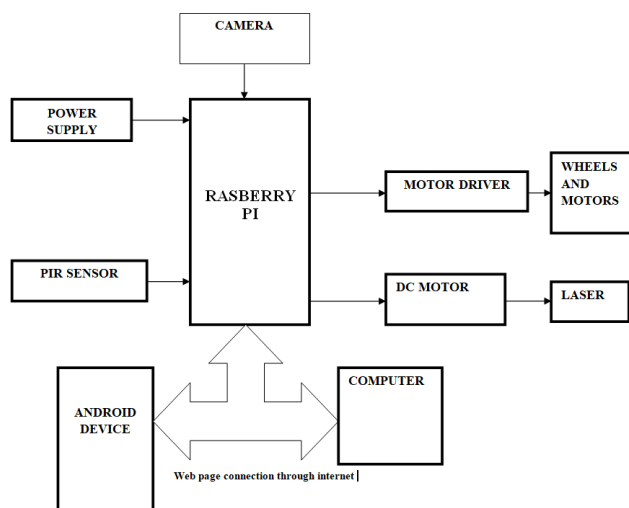 CAMERA
POWER
SUPPLY
RASBERRY
PI
MOTOR DRIVER
WHEELS
AND
MOTORS
PIR SENSOR
DC MOTOR
LASER
ANDROID
DEVICE
COMPUTER
Web page connection through internet